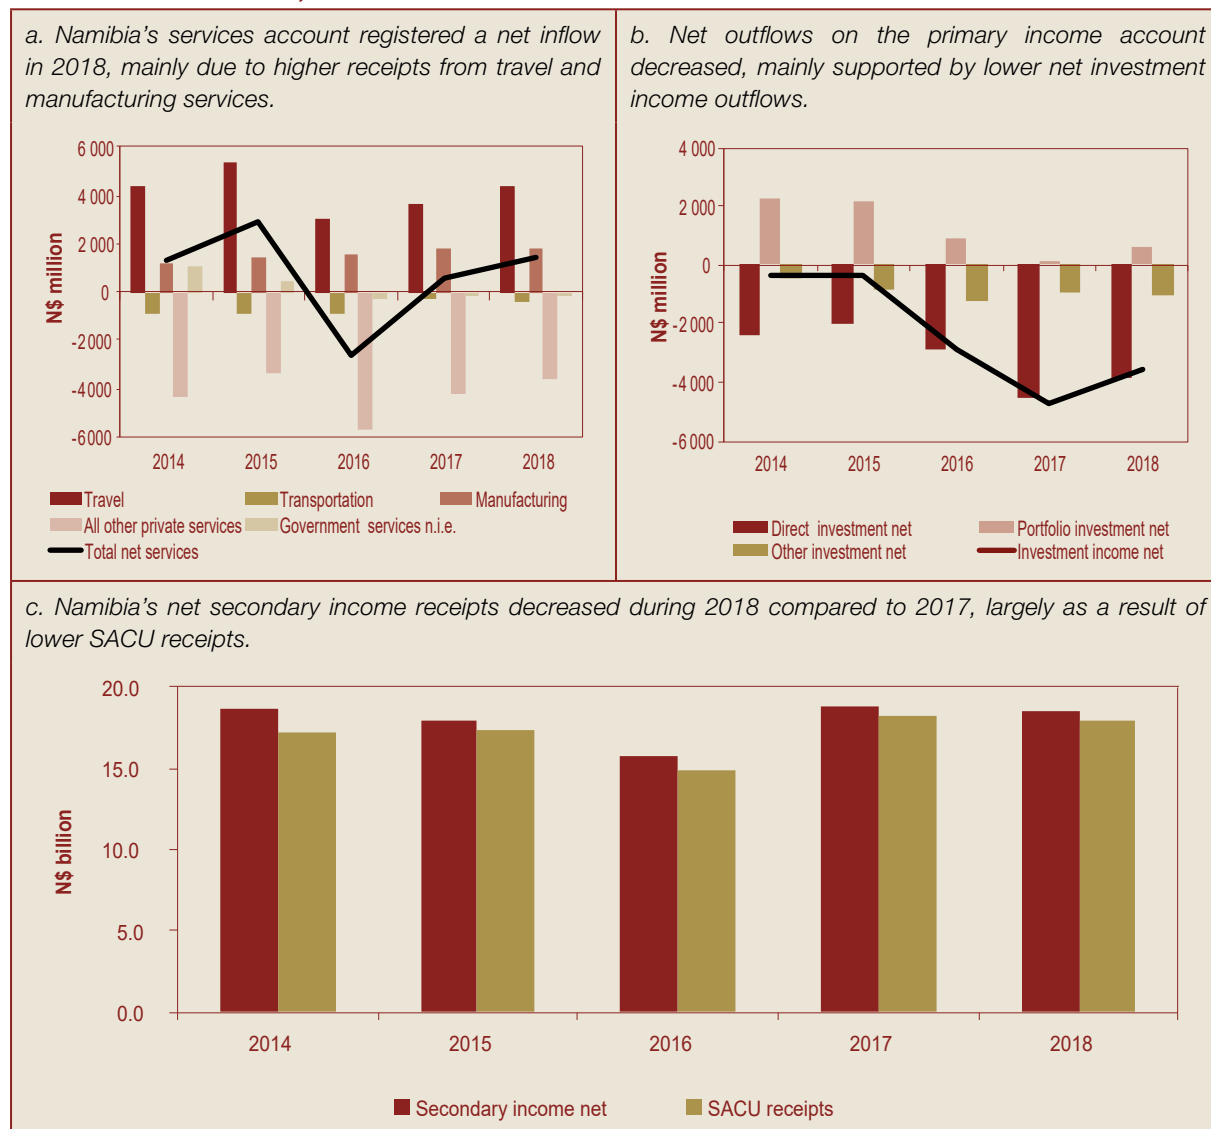 a. Namibia's services account registered a net inflow
in 2018, mainly due to higher receipts from travel and
manufacturing services.
6 000
4 000
2 000
0
-2000
-4000
-6000
N$ million
2014 2015 2016 2017 2018
Travel Transportation Manufacturing
All other private services Government services n.i.e.
Total net services
b. Net outflows on the primary income account
decreased, mainly supported by lower net investment
income outflows.
4 000
2 000
0
-2 000
-4 000
-6 000
N$ million
2014 2015 2016 2017 2018
Direct investment net Portfolio investment net
Other investment net Investment income net
c. Namibia's net secondary income receipts decreased during 2018 compared to 2017, largely as a result of
lower SACU receipts.
20.0
15.0
10.0
5.0
0.0
N$ billion
2014 2015 2016 2017 2018
Secondary income net SACU receipts